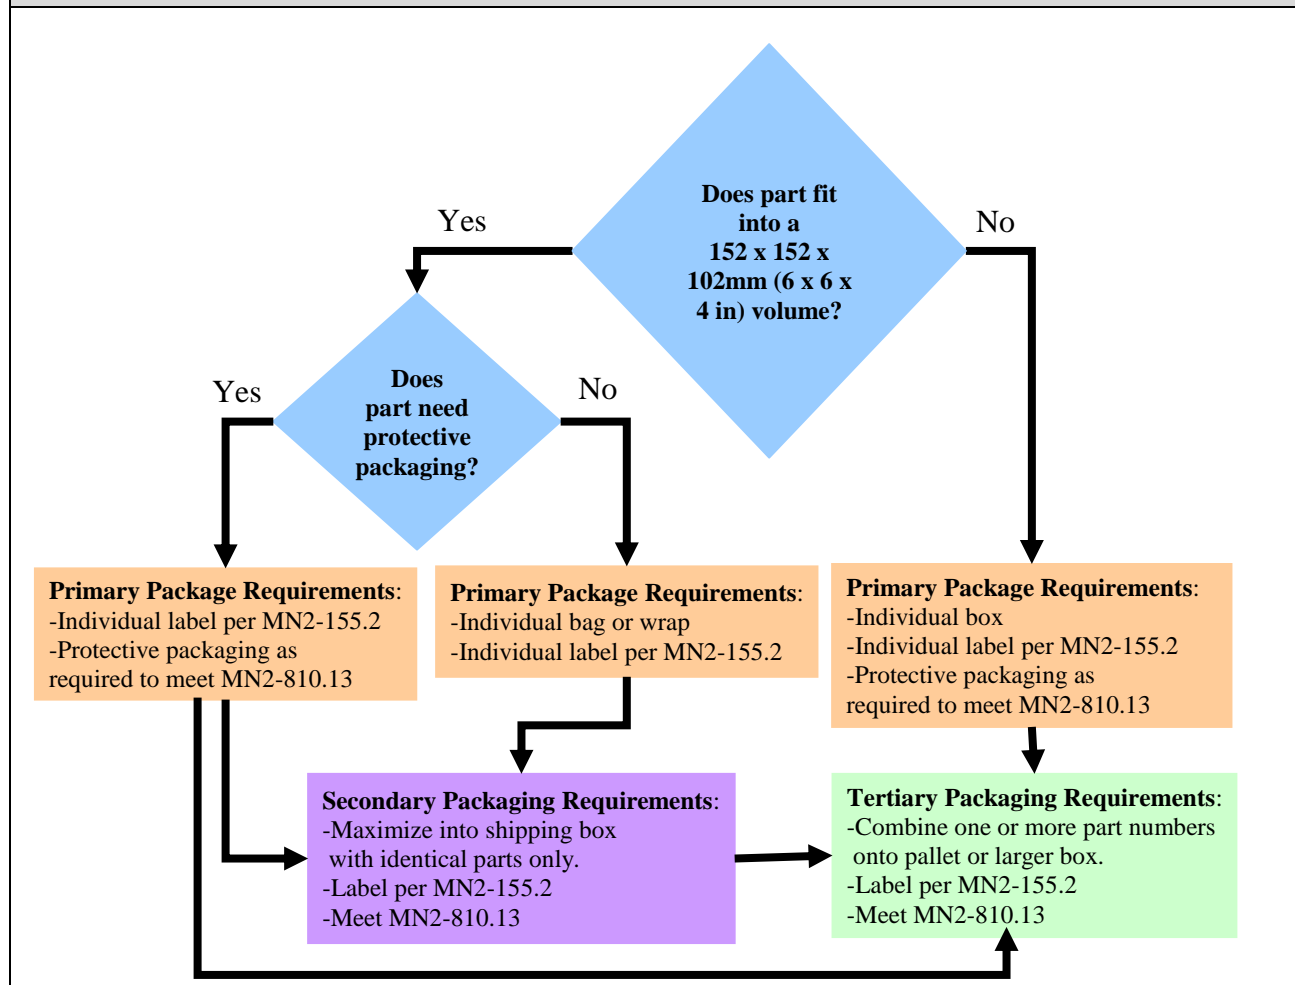 Does part fit
into a
152 x 152 x
102mm (6 x 6 x
4 in) volume?
Yes
No
Does
part need
protective
packaging?
Yes
No
Primary Package Requirements:
-Individual label per MN2-155.2
-Protective packaging as
required to meet MN2-810.13
Primary Package Requirements:
-Individual bag or wrap
-Individual label per MN2-155.2
Primary Package Requirements:
-Individual box
-Individual label per MN2-155.2
-Protective packaging as
required to meet MN2-810.13
Secondary Packaging Requirements:
-Maximize into shipping box
with identical parts only.
-Label per MN2-155.2
-Meet MN2-810.13
Tertiary Packaging Requirements:
-Combine one or more part numbers
onto pallet or larger box.
-Label per MN2-155.2
-Meet MN2-810.13